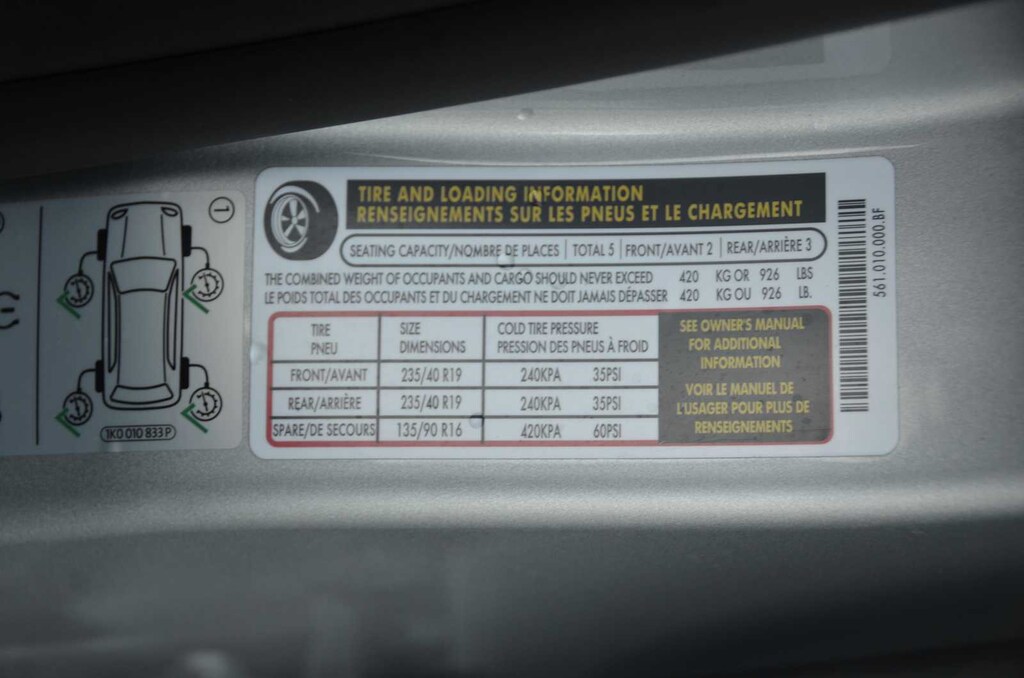 TIRE AND LOADING INFORMATION
RENSEIGNEMENTS SUR LES PNEUS ET LE CHARGEMENT
SEATING CAPACITY/NOMBRE DE PLACES | TOTAL 5 | FRONT/AVANT 2 | REAR/ARRIÈRE 3
THE COMBINED WEIGHT OF OCCUPANTS AND CARGO SHOULD NEVER EXCEED 420 KG OR 926 LBS
LE POIDS TOTAL DES OCCUPANTS ET DU CHARGEMENT NE DOIT JAMAIS DÉPASSER 420 KG OU 926 LB.
TIRE SIZE COLD TIRE PRESSURE
PNEU DIMENSIONS PRESSION DES PNEUS À FROID
FRONT/AVANT 235/40 R19 240KPA 35PSI
REAR/ARRIÈRE 235/40 R19 240KPA 35PSI
SPARE/DE SECOURS 135/90 R16 420KPA 60PSI
SEE OWNER'S MANUAL
FOR ADDITIONAL
INFORMATION
VOIR LE MANUEL DE
L'USAGER POUR PLUS DE
RENSEIGNEMENTS
561.010.000.BF
1
1K0 010 833 P